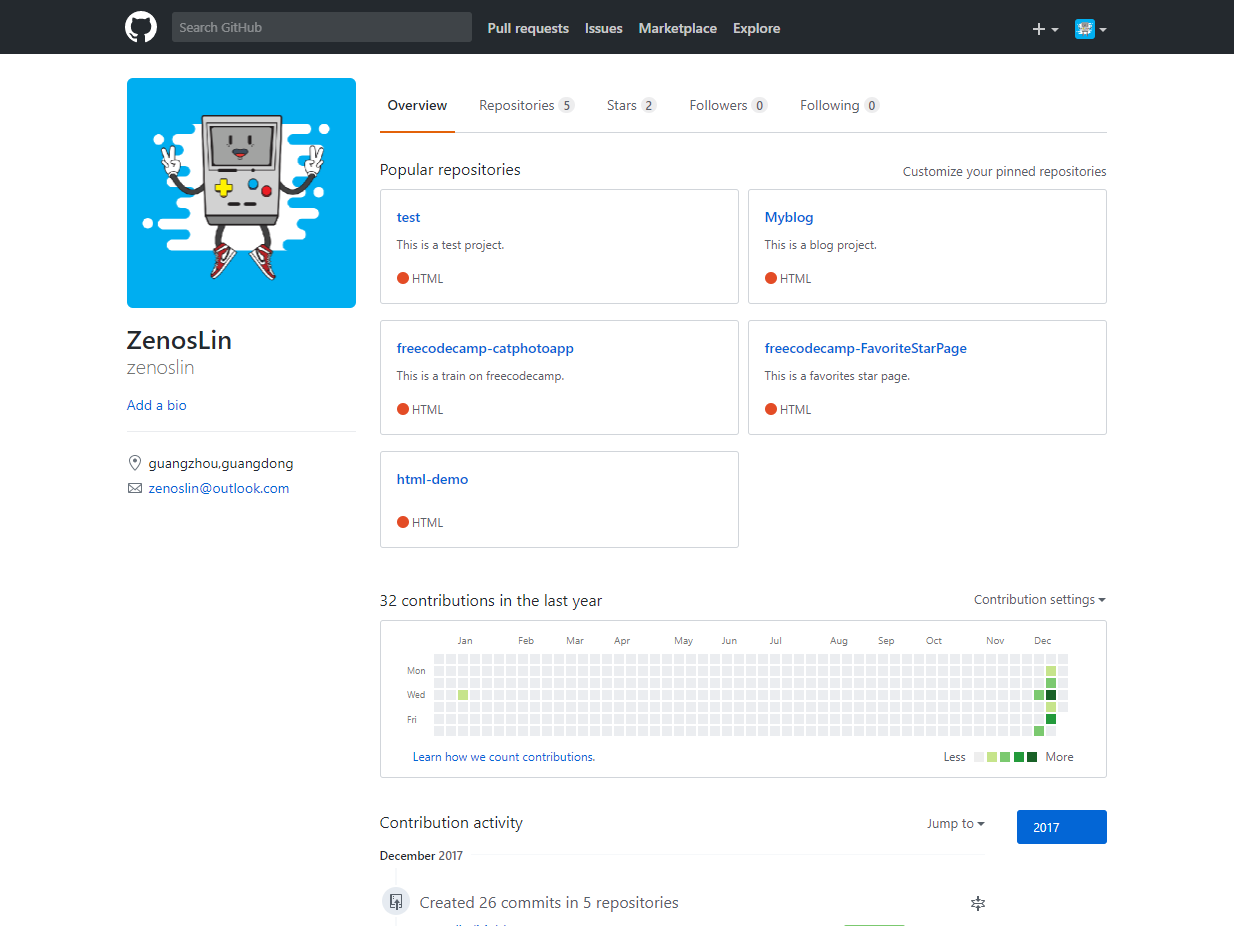 Search GitHub
Pull requests Issues Marketplace Explore
Overview Repositories 5 Stars 2 Followers 0 Following 0
ZenosLin
zenoslin
Add a bio
guangzhou,guangdong
zenoslin@outlook.com
Popular repositories Customize your pinned repositories
test
This is a test project.
HTML
Myblog
This is a blog project.
HTML
freecodecamp-catphotoapp
This is a train on freecodecamp.
HTML
freecodecamp-FavoriteStarPage
This is a favorites star page.
HTML
html-demo
HTML
32 contributions in the last year Contribution settings
Jan Feb Mar Apr May Jun Jul Aug Sep Oct Nov Dec
Mon
Wed
Fri
Learn how we count contributions. Less More
Contribution activity Jump to 2017
December 2017
Created 26 commits in 5 repositories